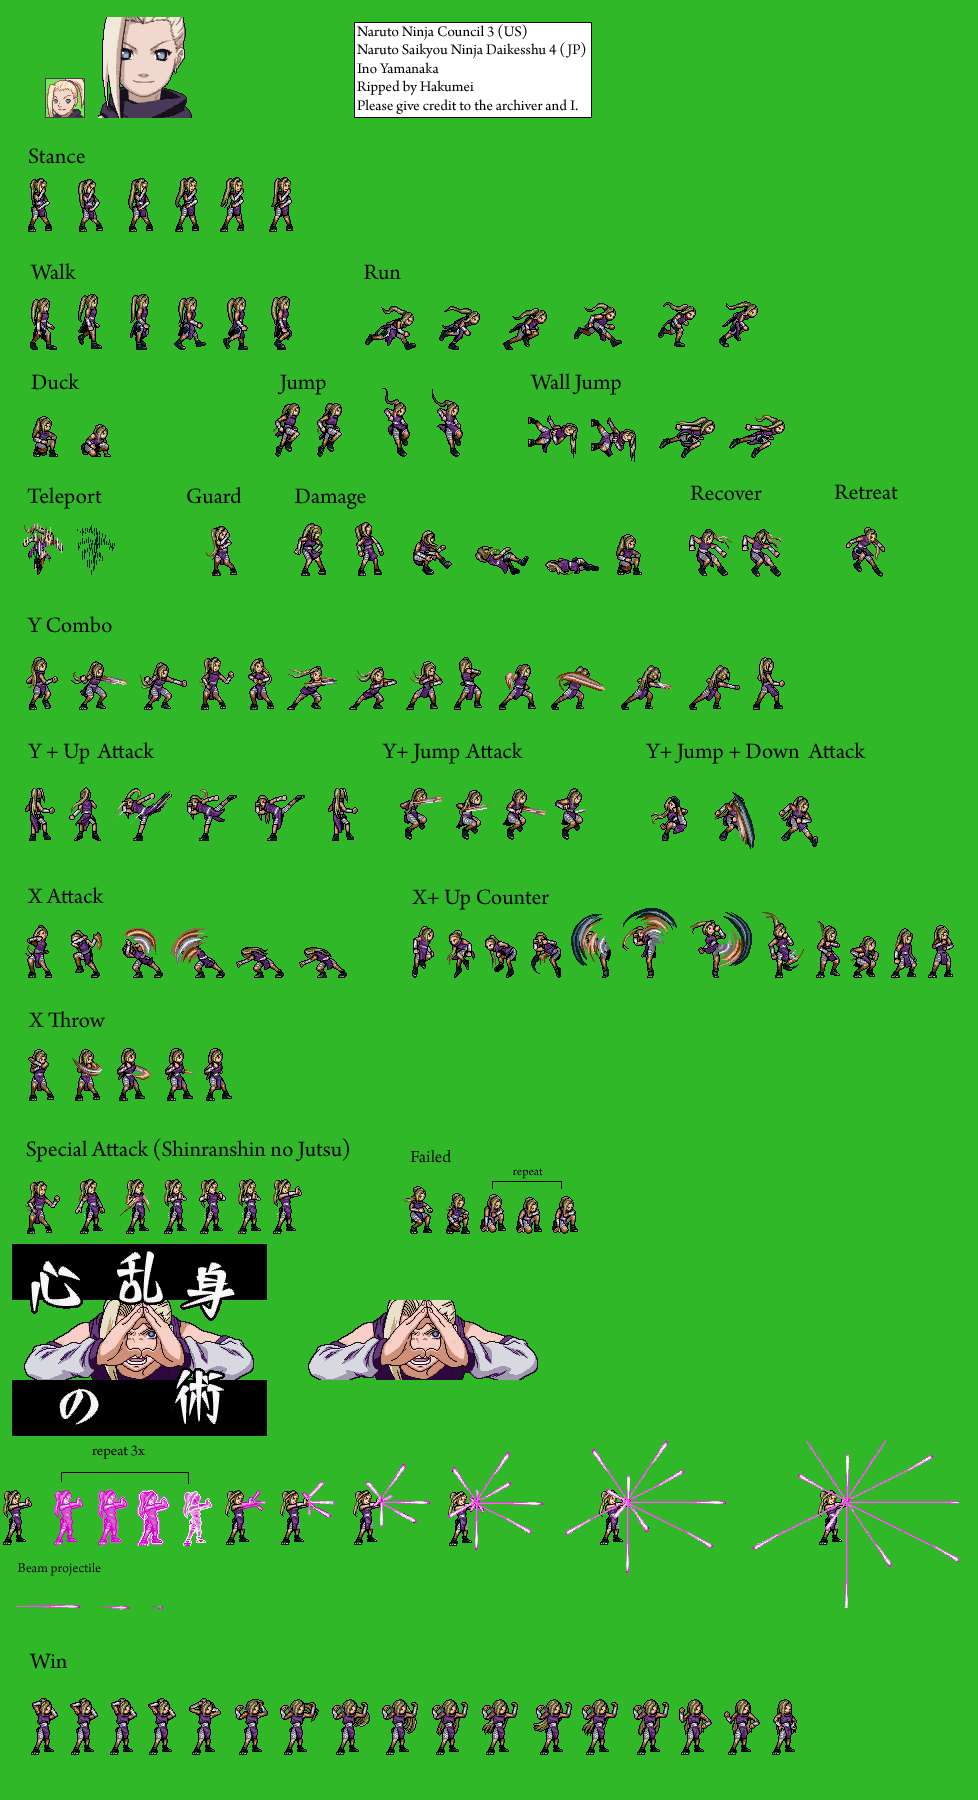 Naruto Ninja Council 3 (US)
Naruto Saikyou Ninja Daikesshu 4 (JP)
Ino Yamanaka
Ripped by Hakumei
Please give credit to the archiver and I.
Stance
Walk
Run
Duck
Jump
Wall Jump
Teleport
Guard
Damage
Recover
Retreat
Y Combo
Y + Up Attack
Y+ Jump Attack
Y+ Jump + Down Attack
X Attack
X+ Up Counter
X Throw
Special Attack (Shinranshin no Jutsu)
Failed
repeat
心乱身
の術
repeat 3x
Beam projectile
Win